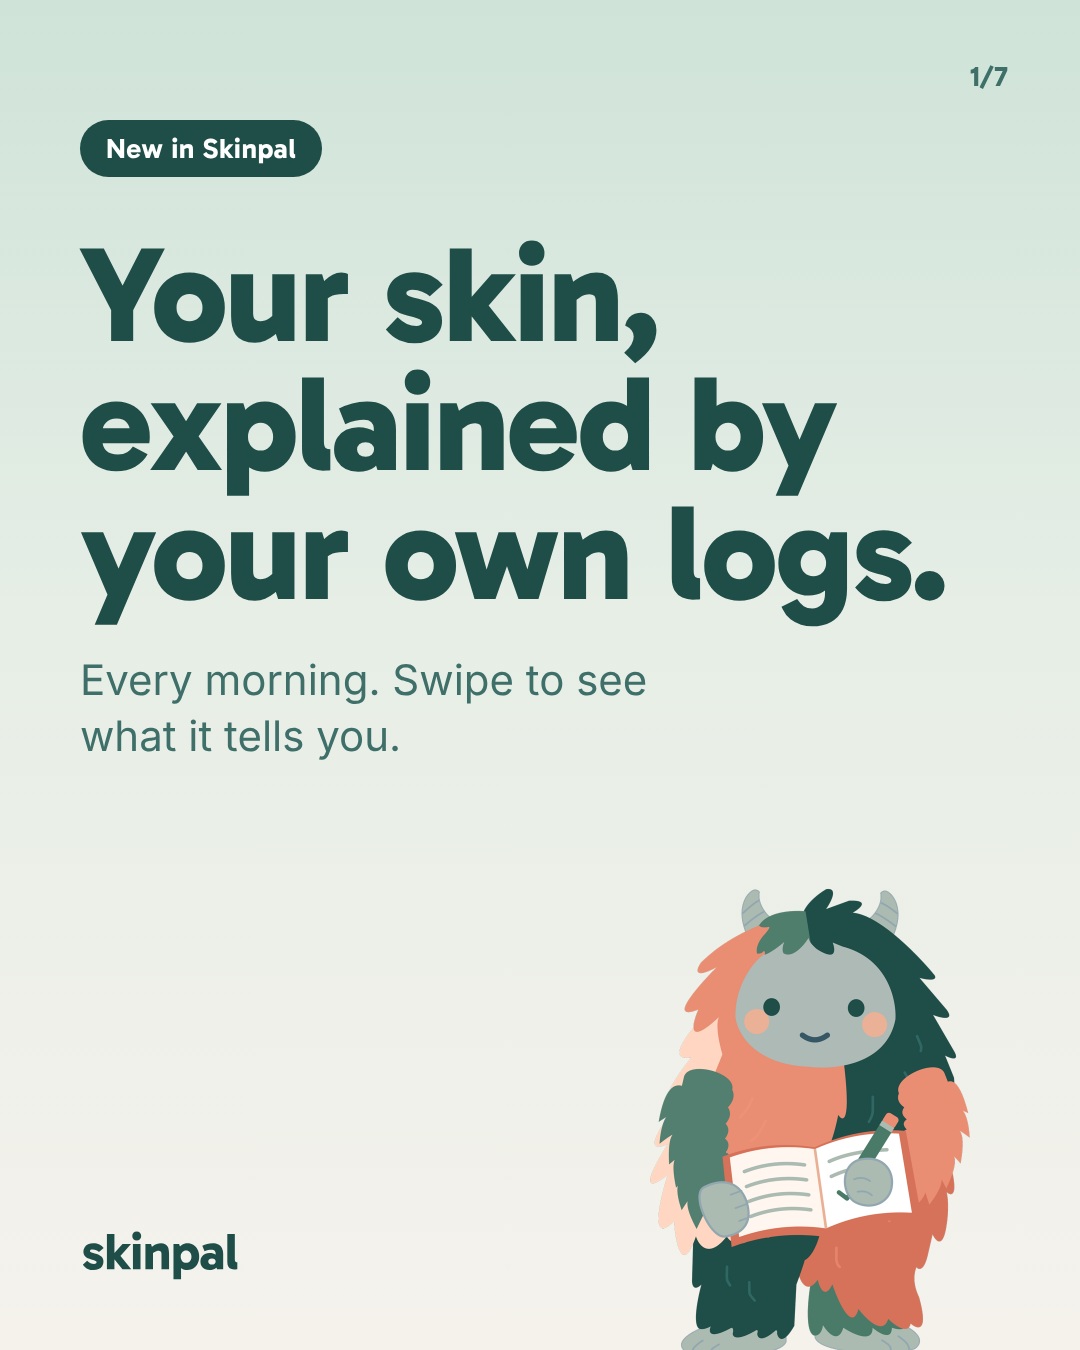 1/7
New in Skinpal
Your skin,
explained by
your own logs.
Every morning. Swipe to see
what it tells you.
skinpal